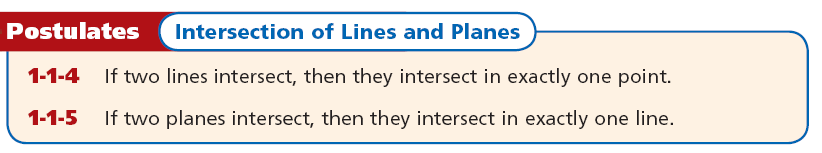 Postulates Intersection of Lines and Planes
1-1-4 If two lines intersect, then they intersect in exactly one point.
1-1-5 If two planes intersect, then they intersect in exactly one line.